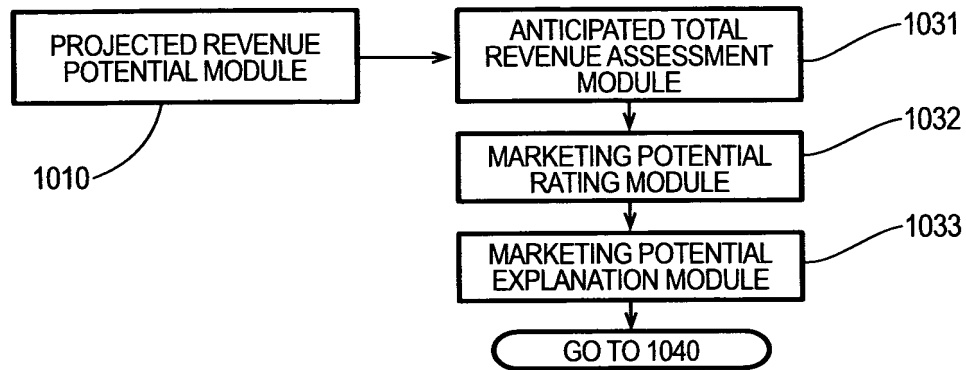 PROJECTED REVENUE
POTENTIAL MODULE
1010
ANTICIPATED TOTAL
REVENUE ASSESSMENT
MODULE
1031
MARKETING POTENTIAL
RATING MODULE
1032
MARKETING POTENTIAL
EXPLANATION MODULE
1033
GO TO 1040